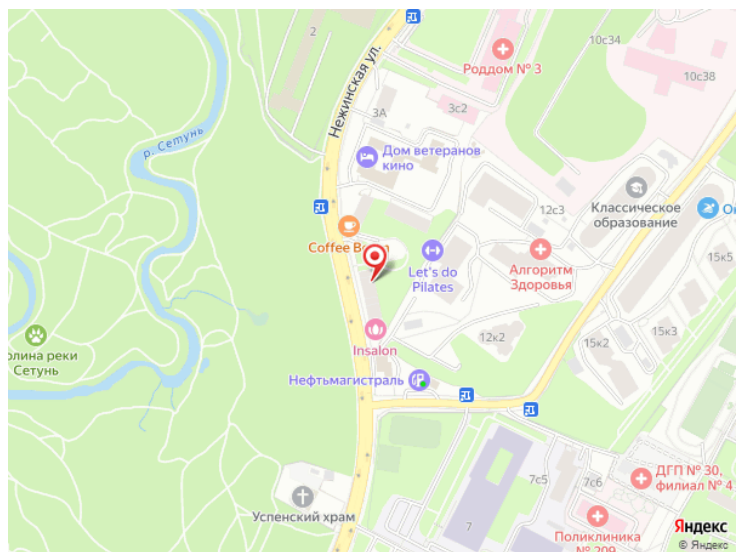 2
10с34
Роддом № 3
10с38
Нежинская ул.
3А
3с2
р. Сетунь
Дом ветеранов
кино
Классическое
образование
12с3
Coffee
Let's do
Pilates
Алгоритм
Здоровья
15к5
15к3
12к2
15к2
Insalon
Сетунь
реки
Нефтьмагистраль
Успенский храм
7с5
7с6
7
ДГП № 30,
филиал № 4
Поликлиника
№ 209
Яндекс
© Яндекс